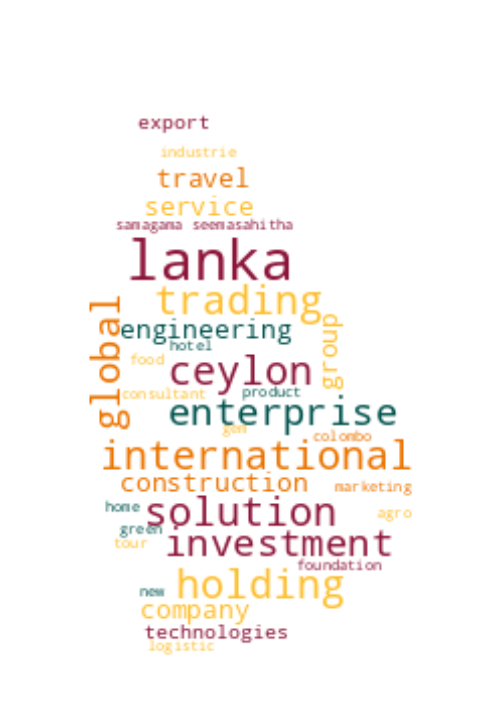 export
industrie
travel
service
samagama seemasahitha
lanka
trading
global
engineering
group
hotel
food
ceylon
consultant
product
enterprise
gem
colombo
international
construction
marketing
home
solution
agro
green
tour
investment
foundation
new
holding
company
technologies
logistic